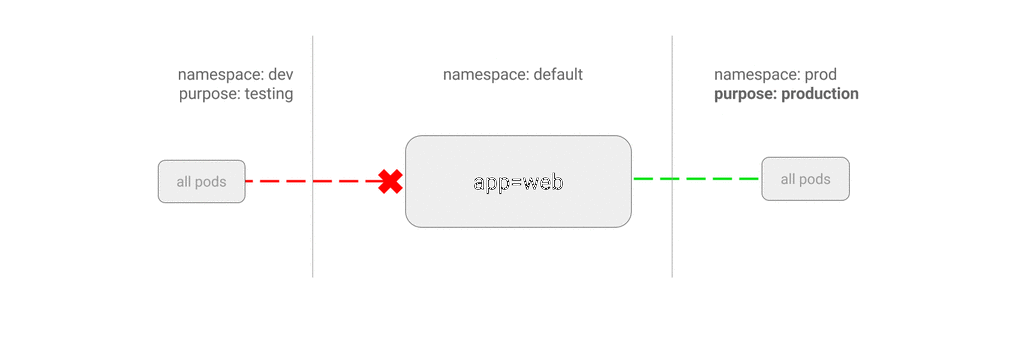 namespace: dev
purpose: testing
namespace: default
namespace: prod
purpose: production
all pods
app=web
all pods